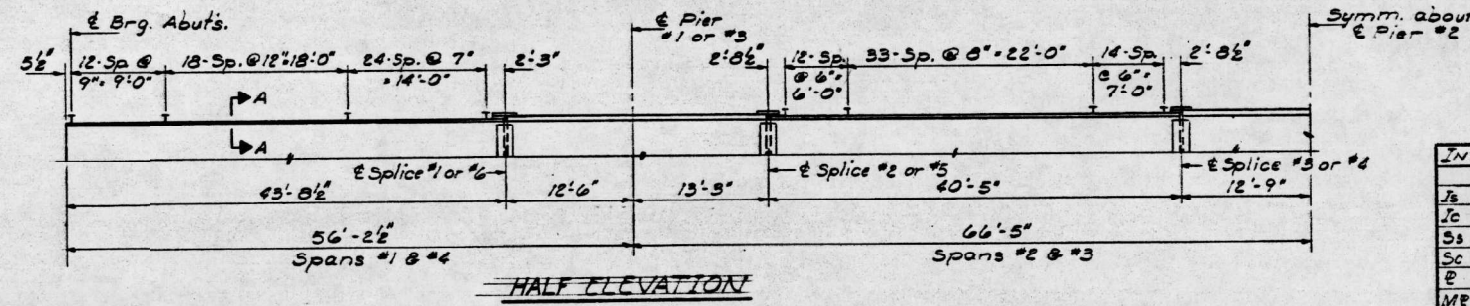 ℄ Brg. Abut's.
℄ Pier
#1 or #3
Symm. about
℄ Pier #2
5½"
12-Sp. @
9"= 9'-0"
18-Sp. @ 12"=18'-0"
24-Sp. @ 7"
= 14'-0"
2'-3"
2'-8½"
12-Sp.
@ 6"=
6'-0"
33-Sp. @ 8" = 22'-0"
14-Sp.
@ 6"=
7'-0"
2'-8½"
A
A
℄ Splice #1 or #6
℄ Splice #2 or #5
℄ Splice #3 or #4
43'-8½"
12'-6"
13'-3"
40'-5"
12'-9"
56'-2½"
Spans #1 & #4
66'-5"
Spans #2 & #3
HALF ELEVATION
Is
Ic
Ss
Sc